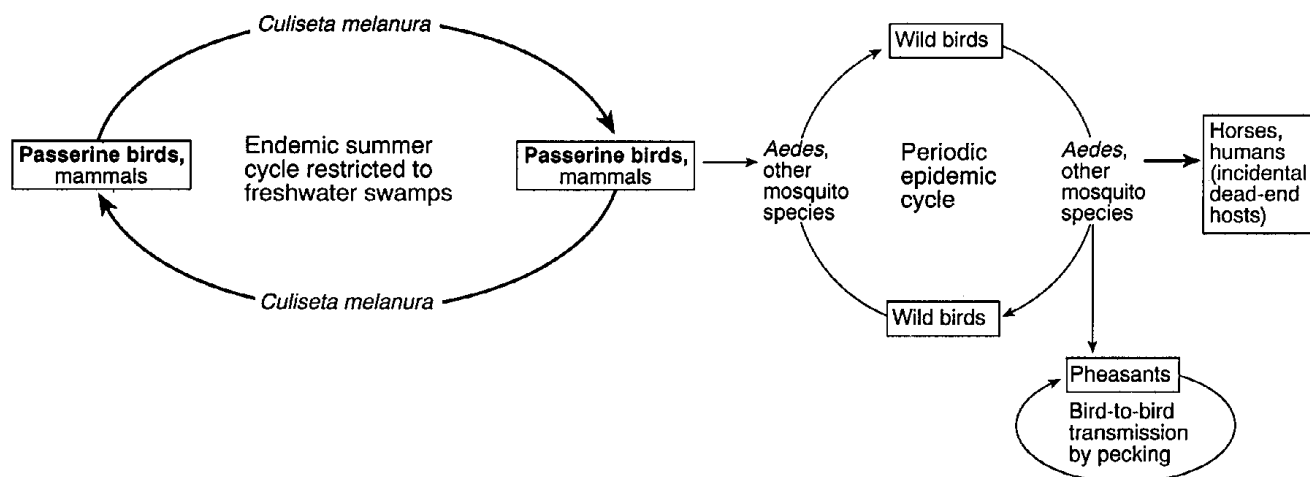 Culiseta melanura
Passerine birds,
mammals
Endemic summer
cycle restricted to
freshwater swamps
Passerine birds,
mammals
Culiseta melanura
Wild birds
Aedes,
other
mosquito
species
Periodic
epidemic
cycle
Aedes,
other
mosquito
species
Horses,
humans
(incidental
dead-end
hosts)
Wild birds
Pheasants
Bird-to-bird
transmission
by pecking